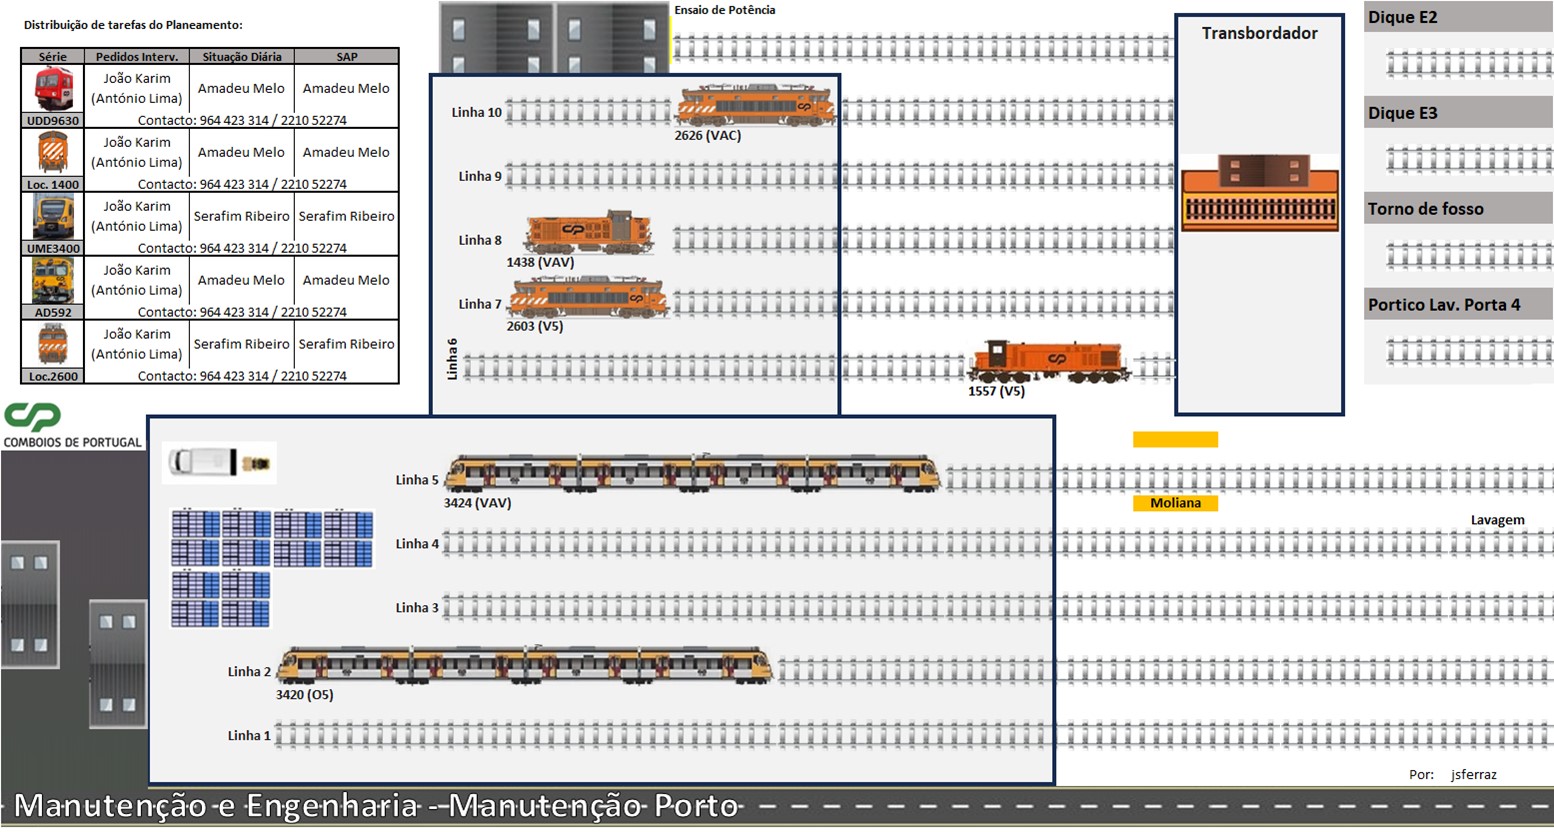 Distribuição de tarefas do Planeamento:
Série Pedidos Interv. Situação Diária SAP
João Karim
(António Lima) Amadeu Melo Amadeu Melo
UDD9630 Contacto: 964 423 314 / 2210 52274
João Karim
(António Lima) Amadeu Melo Amadeu Melo
Loc. 1400 Contacto: 964 423 314 / 2210 52274
João Karim
(António Lima) Serafim Ribeiro Serafim Ribeiro
UME3400 Contacto: 964 423 314 / 2210 52274
João Karim
(António Lima) Amadeu Melo Amadeu Melo
AD592 Contacto: 964 423 314 / 2210 52274
João Karim
(António Lima) Serafim Ribeiro Serafim Ribeiro
Loc.2600 Contacto: 964 423 314 / 2210 52274
CP
COMBOIOS DE PORTUGAL
Ensaio de Potência
Linha 10
2626 (VAC)
Linha 9
Linha 8
1438 (VAV)
Linha 7
2603 (V5)
Linha 6
1557 (V5)
Transbordador
Dique E2
Dique E3
Torno de fosso
Portico Lav. Porta 4
Linha 5
3424 (VAV)
Moliana
Lavagem
Linha 4
Linha 3
Linha 2
3420 (O5)
Linha 1
Por: jsferraz
Manutenção e Engenharia - Manutenção Porto